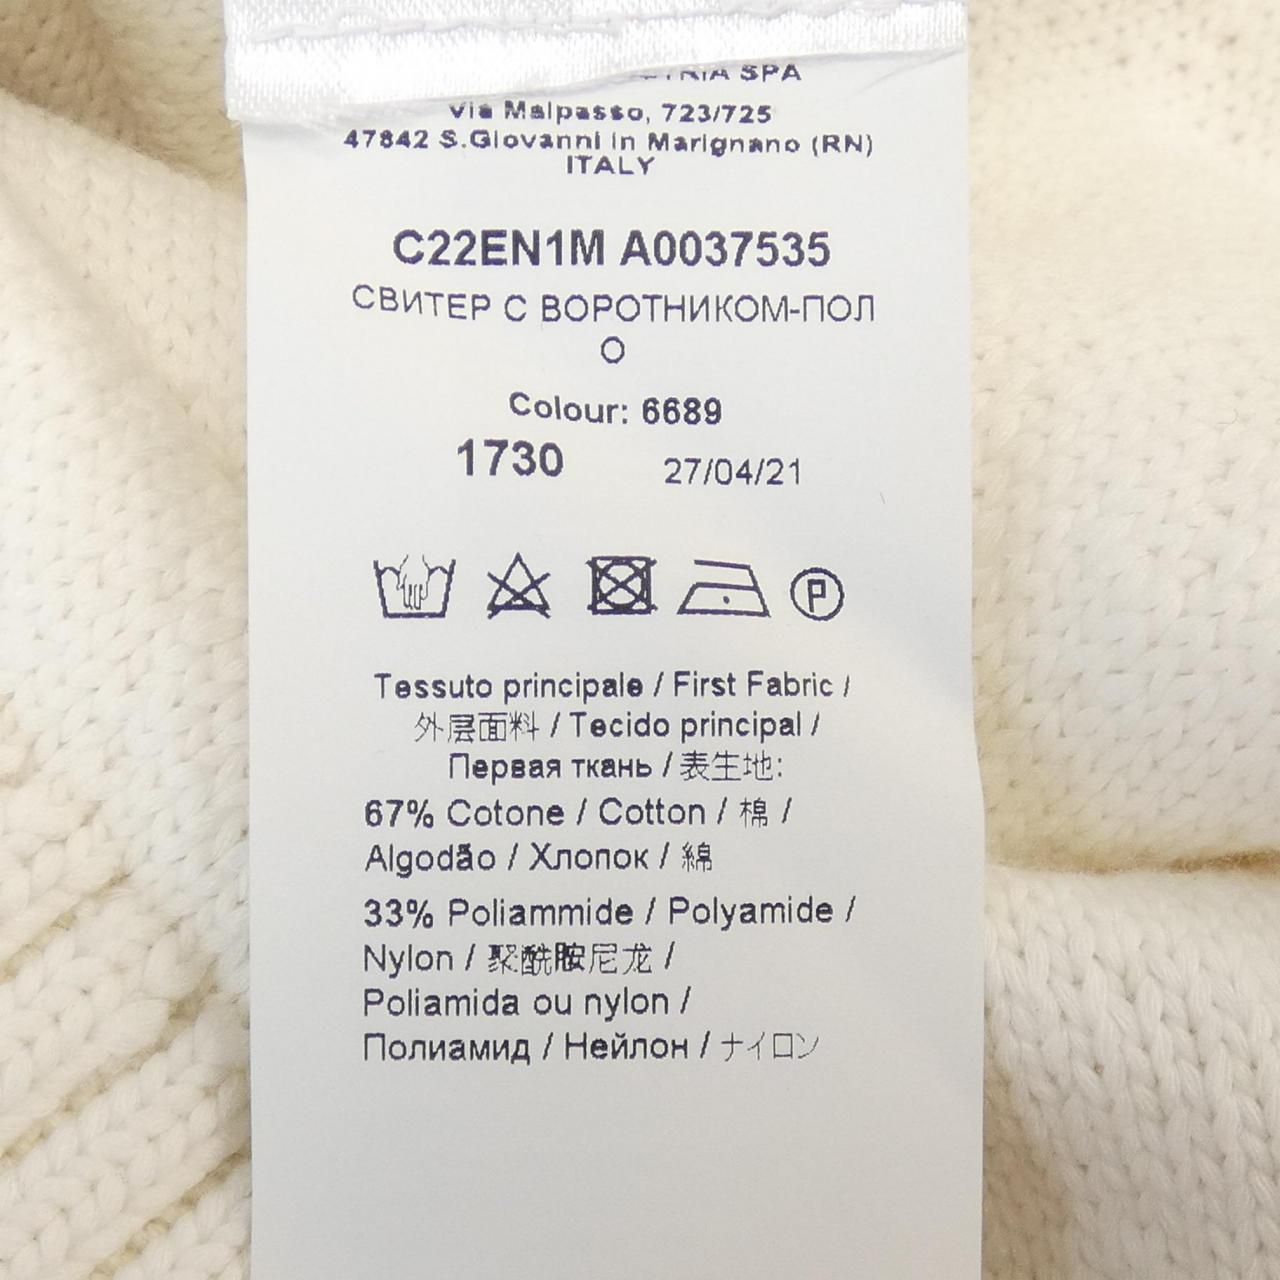 SPA
Via Malpasso, 723/725
47842 S.Giovanni in Marignano (RN)
ITALY
C22EN1M A0037535
СВИТЕР С ВОРОТНИКОМ-ПОЛ
О
Colour: 6689
1730 27/04/21
P
Tessuto principale / First Fabric /
外层面料 / Tecido principal /
Первая ткань / 表生地:
67% Cotone / Cotton / 棉 /
Algodão / Хлопок / 綿
33% Poliammide / Polyamide /
Nylon / 聚酰胺尼龙 /
Poliamida ou nylon /
Полиамид / Нейлон / ナイロン